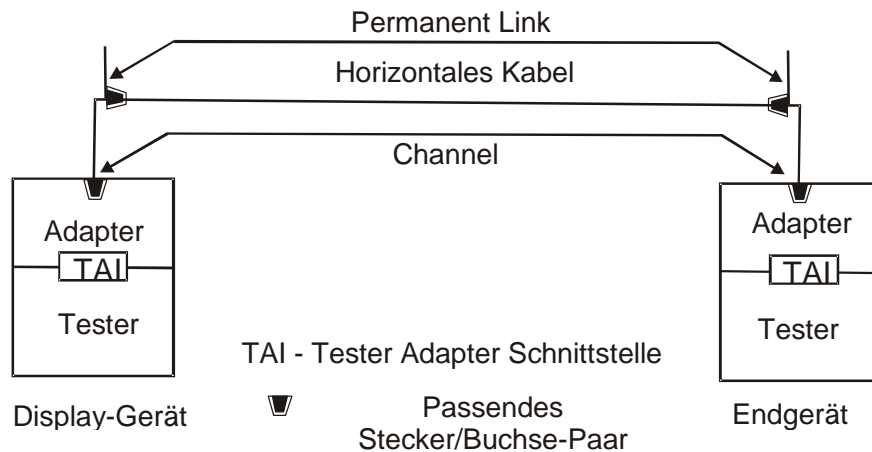 Permanent Link
Horizontales Kabel
Channel
Adapter
TAI
Tester
Adapter
TAI
Tester
TAI - Tester Adapter Schnittstelle
Display-Gerät
Passendes
Stecker/Buchse-Paar
Endgerät